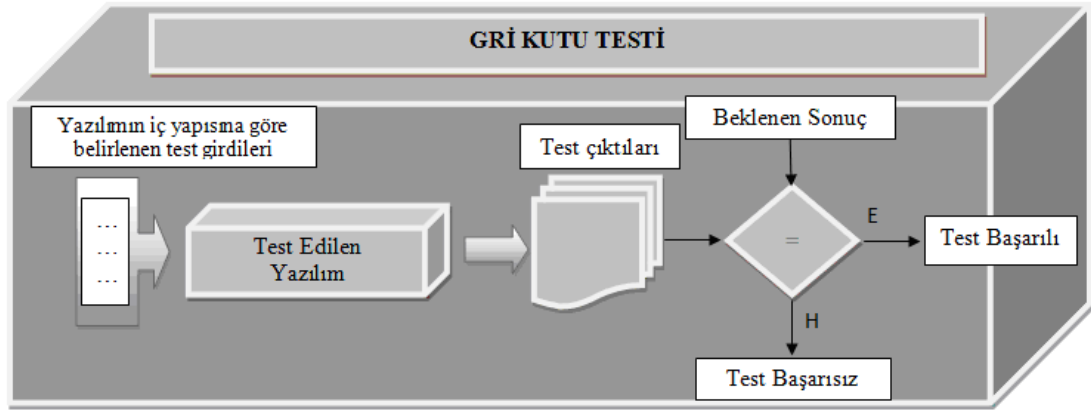 GRİ KUTU TESTİ
Yazılımın iç yapısına göre
belirlenen test girdileri
Beklenen Sonuç
Test çıktıları
...
...
...
Test Edilen
Yazılım
=
E
Test Başarılı
H
Test Başarısız